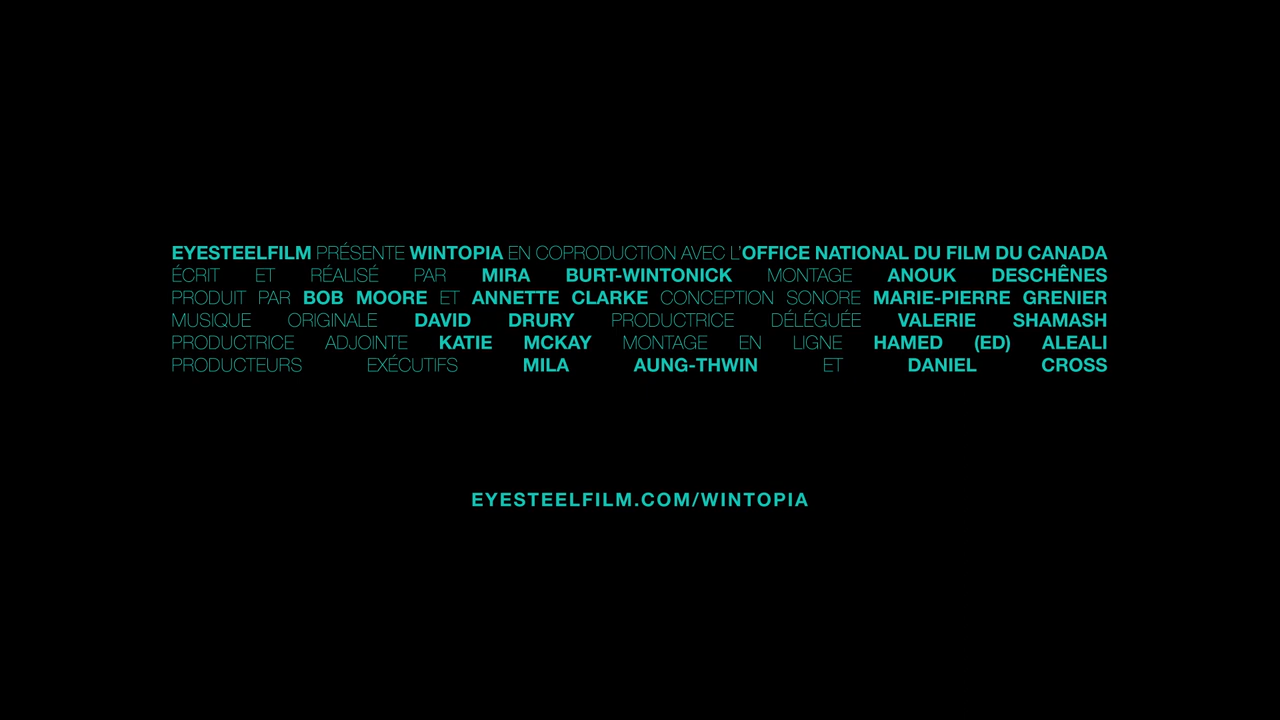 EYESTEELFILM PRÉSENTE WINTOPIA EN COPRODUCTION AVEC L'OFFICE NATIONAL DU FILM DU CANADA
ÉCRIT ET RÉALISÉ PAR MIRA BURT-WINTONICK MONTAGE ANOUK DESCHÊNES
PRODUIT PAR BOB MOORE ET ANNETTE CLARKE CONCEPTION SONORE MARIE-PIERRE GRENIER
MUSIQUE ORIGINALE DAVID DRURY PRODUCTRICE DÉLÉGUÉE VALERIE SHAMASH
PRODUCTRICE ADJOINTE KATIE MCKAY MONTAGE EN LIGNE HAMED (ED) ALEALI
PRODUCTEURS EXÉCUTIFS MILA AUNG-THWIN ET DANIEL CROSS
EYESTEELFILM.COM/WINTOPIA